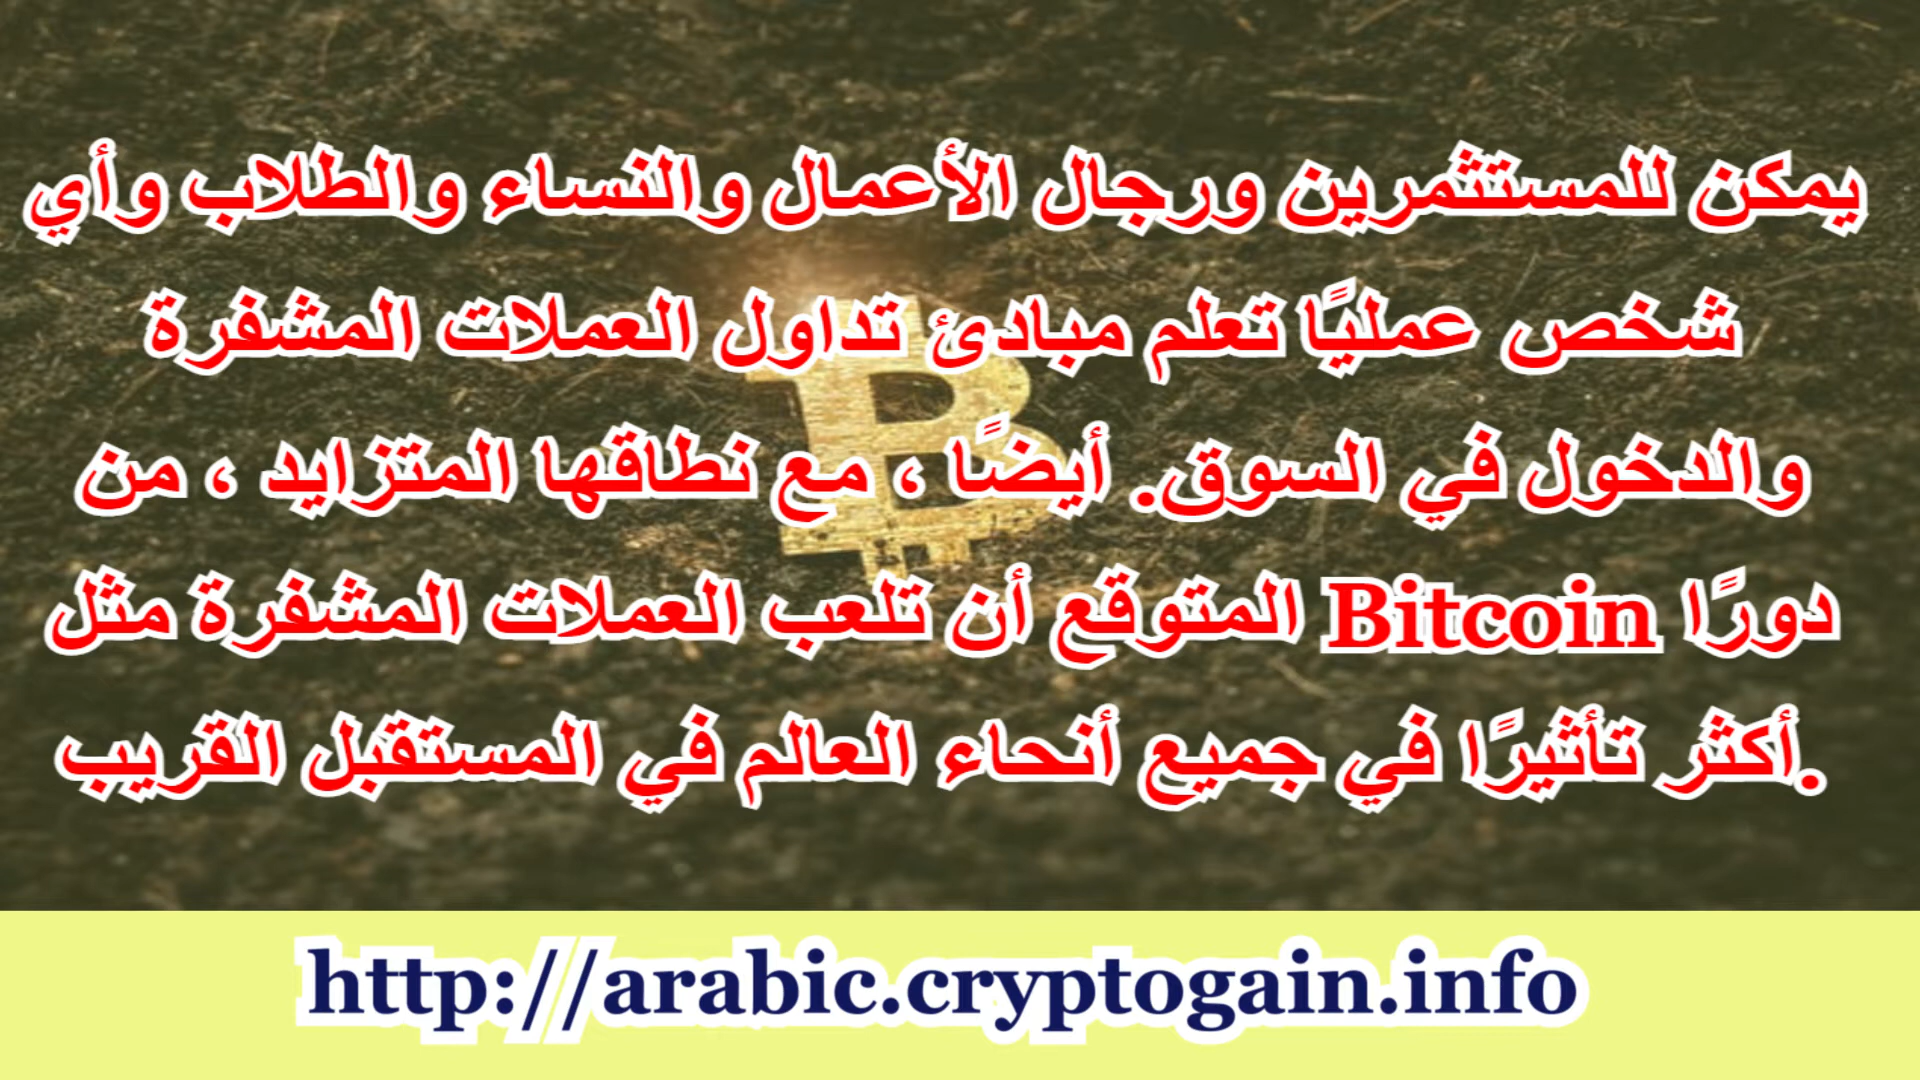 يمكن للمستثمرين ورجال الأعمال والنساء والطلاب وأي
شخص عمليًا تعلم مبادئ تداول العملات المشفرة
والدخول في السوق. أيضًا ، مع نطاقها المتزايد ، من
دورًا Bitcoin المتوقع أن تلعب العملات المشفرة مثل
.أكثر تأثيرًا في جميع أنحاء العالم في المستقبل القريب
http://arabic.cryptogain.info